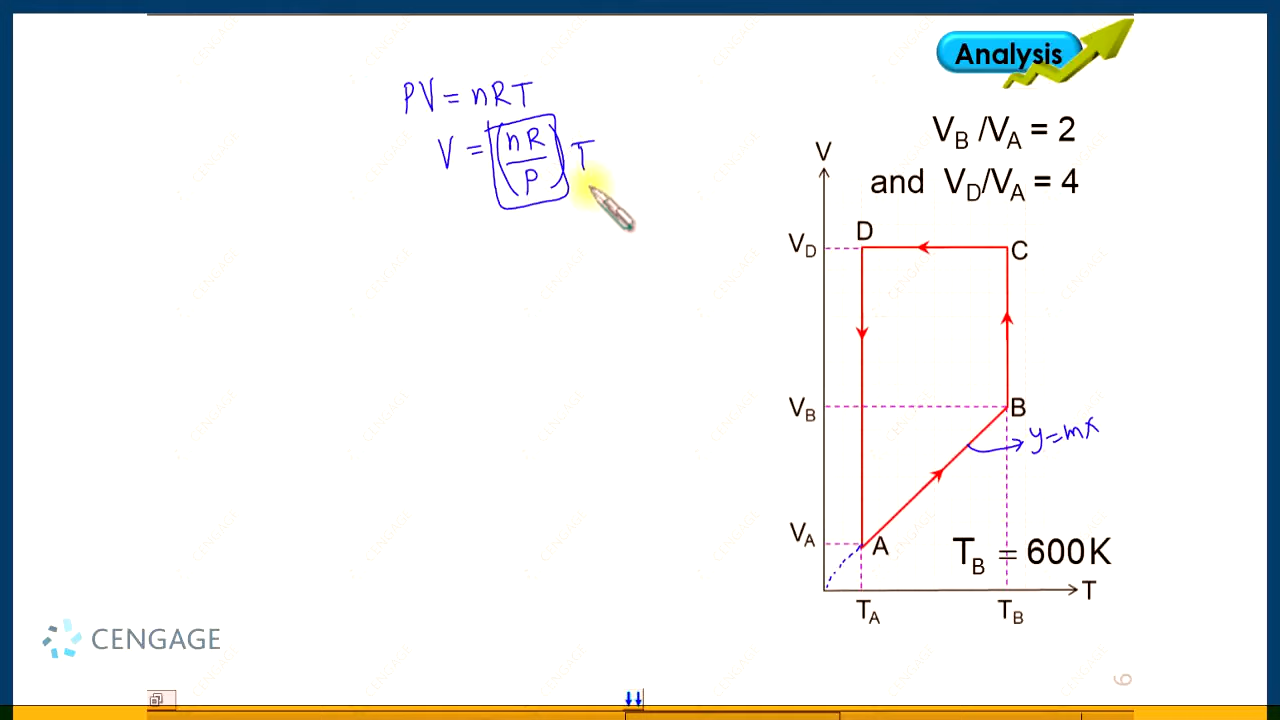 Analysis
PV = nRT
V = (nR/P) T
V_B /V_A = 2
and V_D/V_A = 4
V
D
C
V_D
V_B
B
y=mx
V_A
A
T_B = 600K
T
T_A
T_B
CENGAGE
9